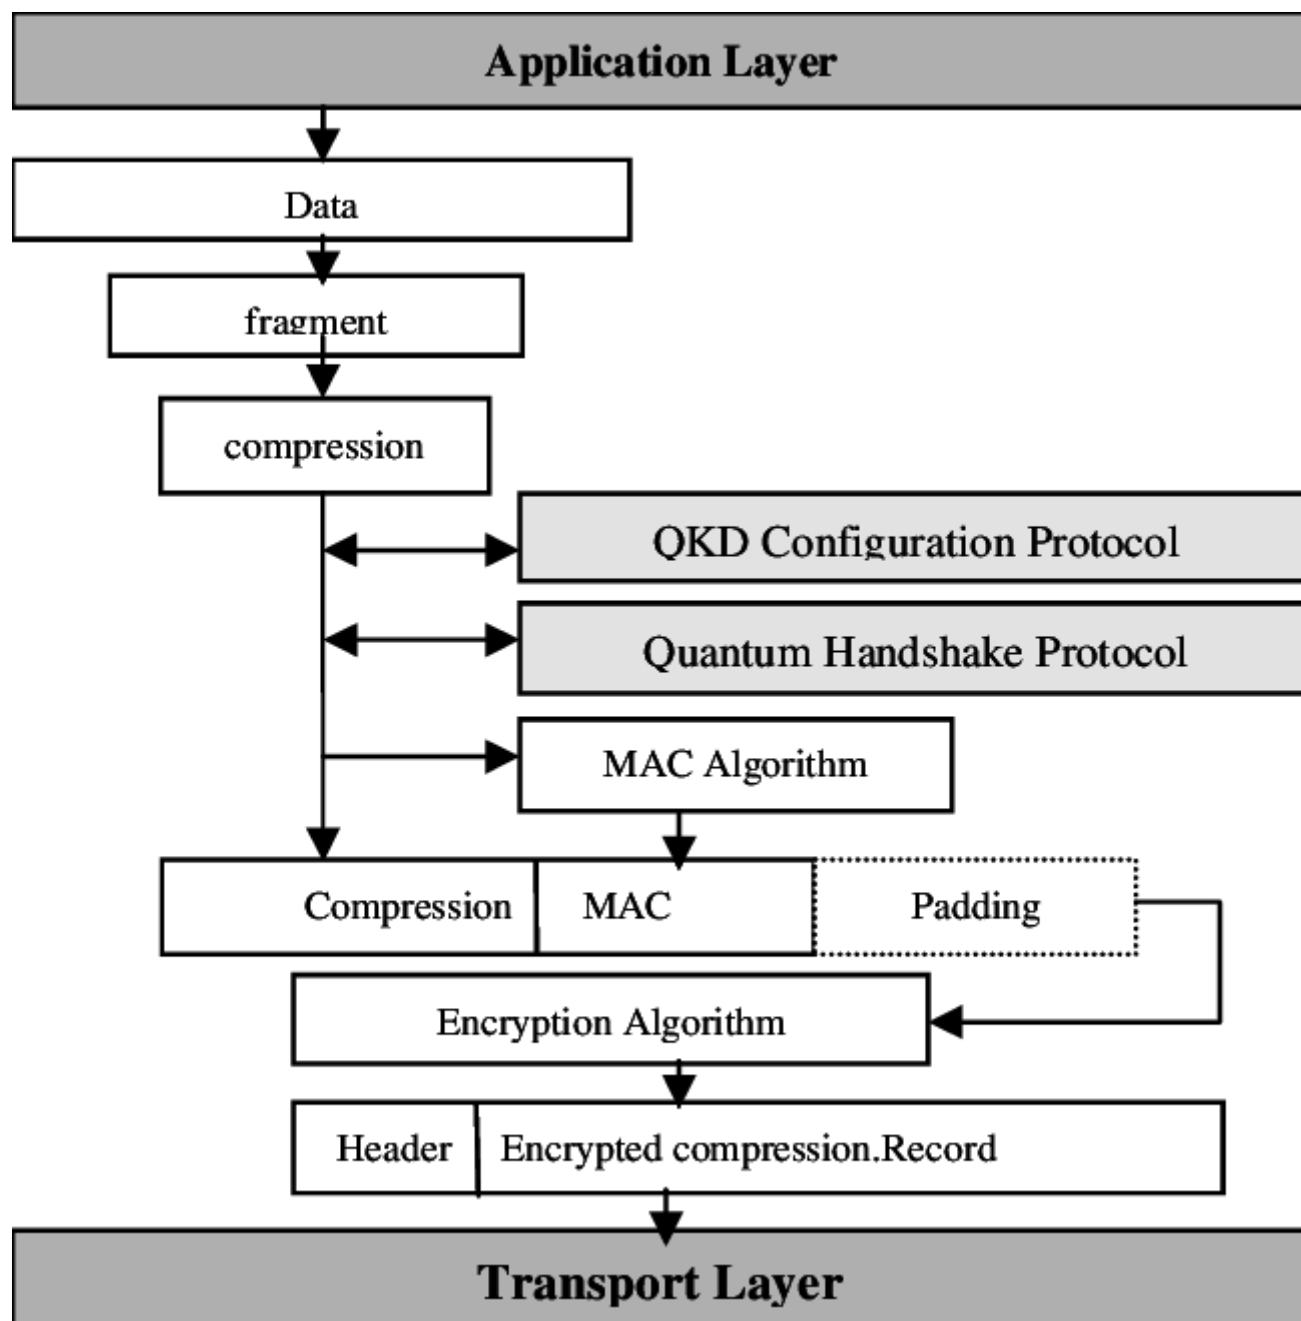 Application Layer
Data
fragment
compression
QKD Configuration Protocol
Quantum Handshake Protocol
MAC Algorithm
Compression MAC Padding
Encryption Algorithm
Header Encrypted compression.Record
Transport Layer